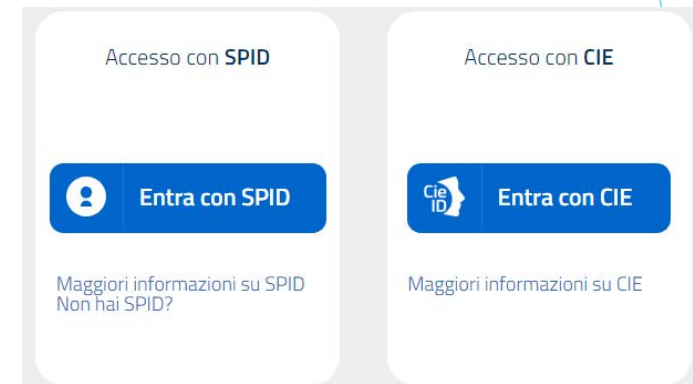 Accesso con SPID
Entra con SPID
Maggiori informazioni su SPID
Non hai SPID?
Accesso con CIE
Cie
ID
Entra con CIE
Maggiori informazioni su CIE